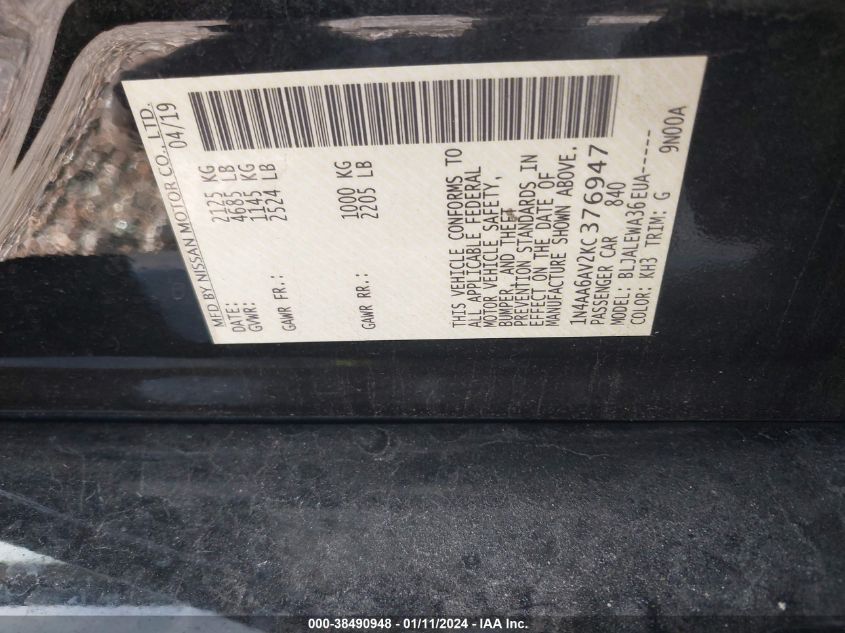 MFD BY NISSAN MOTOR CO., LTD.
DATE: 04/19
GVWR: 2125 KG
4685 LB
GAWR FR.: 1145 KG
2524 LB
GAWR RR.: 1000 KG
2205 LB
THIS VEHICLE CONFORMS TO
ALL APPLICABLE FEDERAL
MOTOR VEHICLE SAFETY,
BUMPER, AND THEFT
PREVENTION STANDARDS IN
EFFECT ON THE DATE OF
MANUFACTURE SHOWN ABOVE.
1N4AA6AV2KC376947
PASSENGER CAR 840
MODEL: BLJALEWA36EUA-----
COLOR: KH3 TRIM: G 9N00A
000-38490948 - 01/11/2024 - IAA Inc.